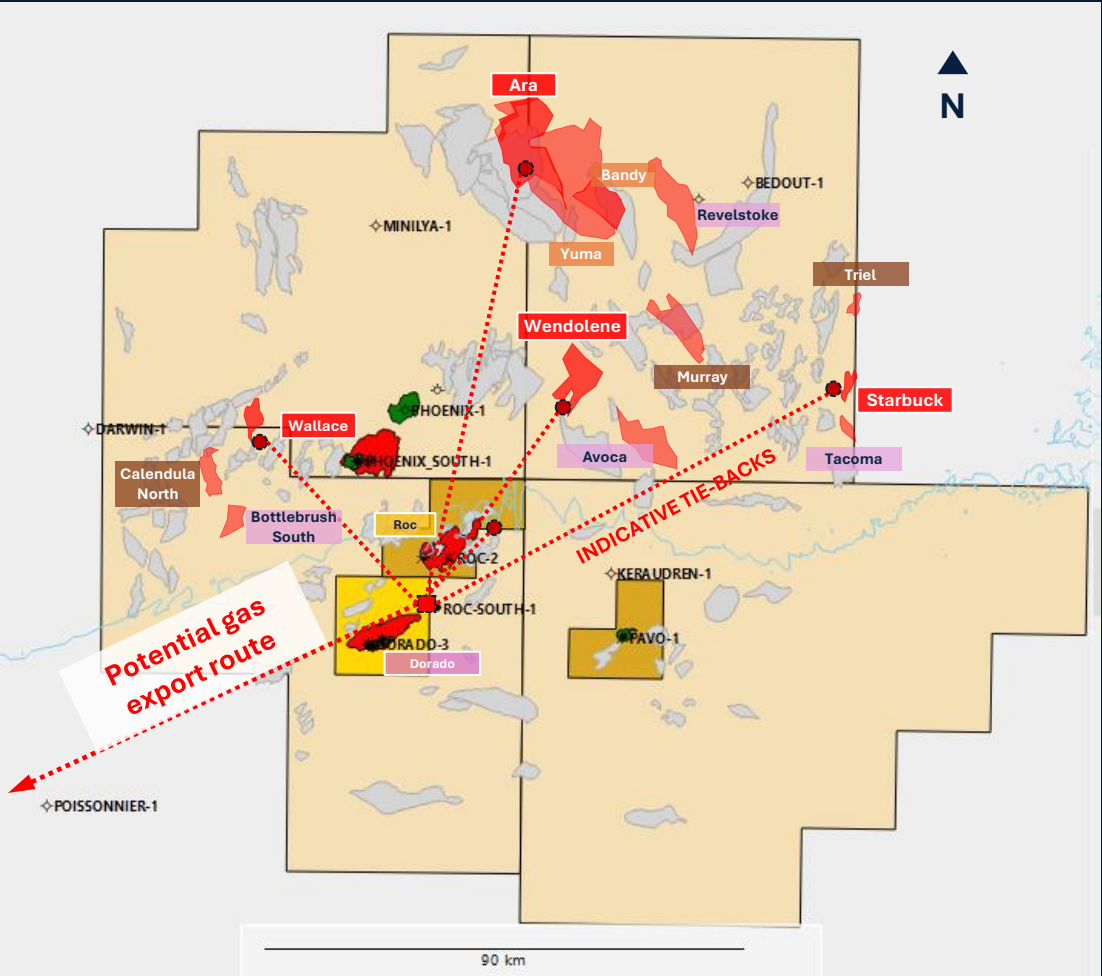 N
Ara
Bandy
BEDOUT-1
Revelstoke
MINILYA-1
Yuma
Triel
Wendolene
Murray
Starbuck
PHOENIX-1
Wallace
DARWIN-1
Avoca
Tacoma
PHOENIX_SOUTH-1
Calendula
North
INDICATIVE TIE-BACKS
Bottlebrush
South
Roc
ROC-2
KERAUDREN-1
ROC-SOUTH-1
PAVO-1
Potential gas
export route
ORADO-3
Dorado
POISSONNIER-1
90 km